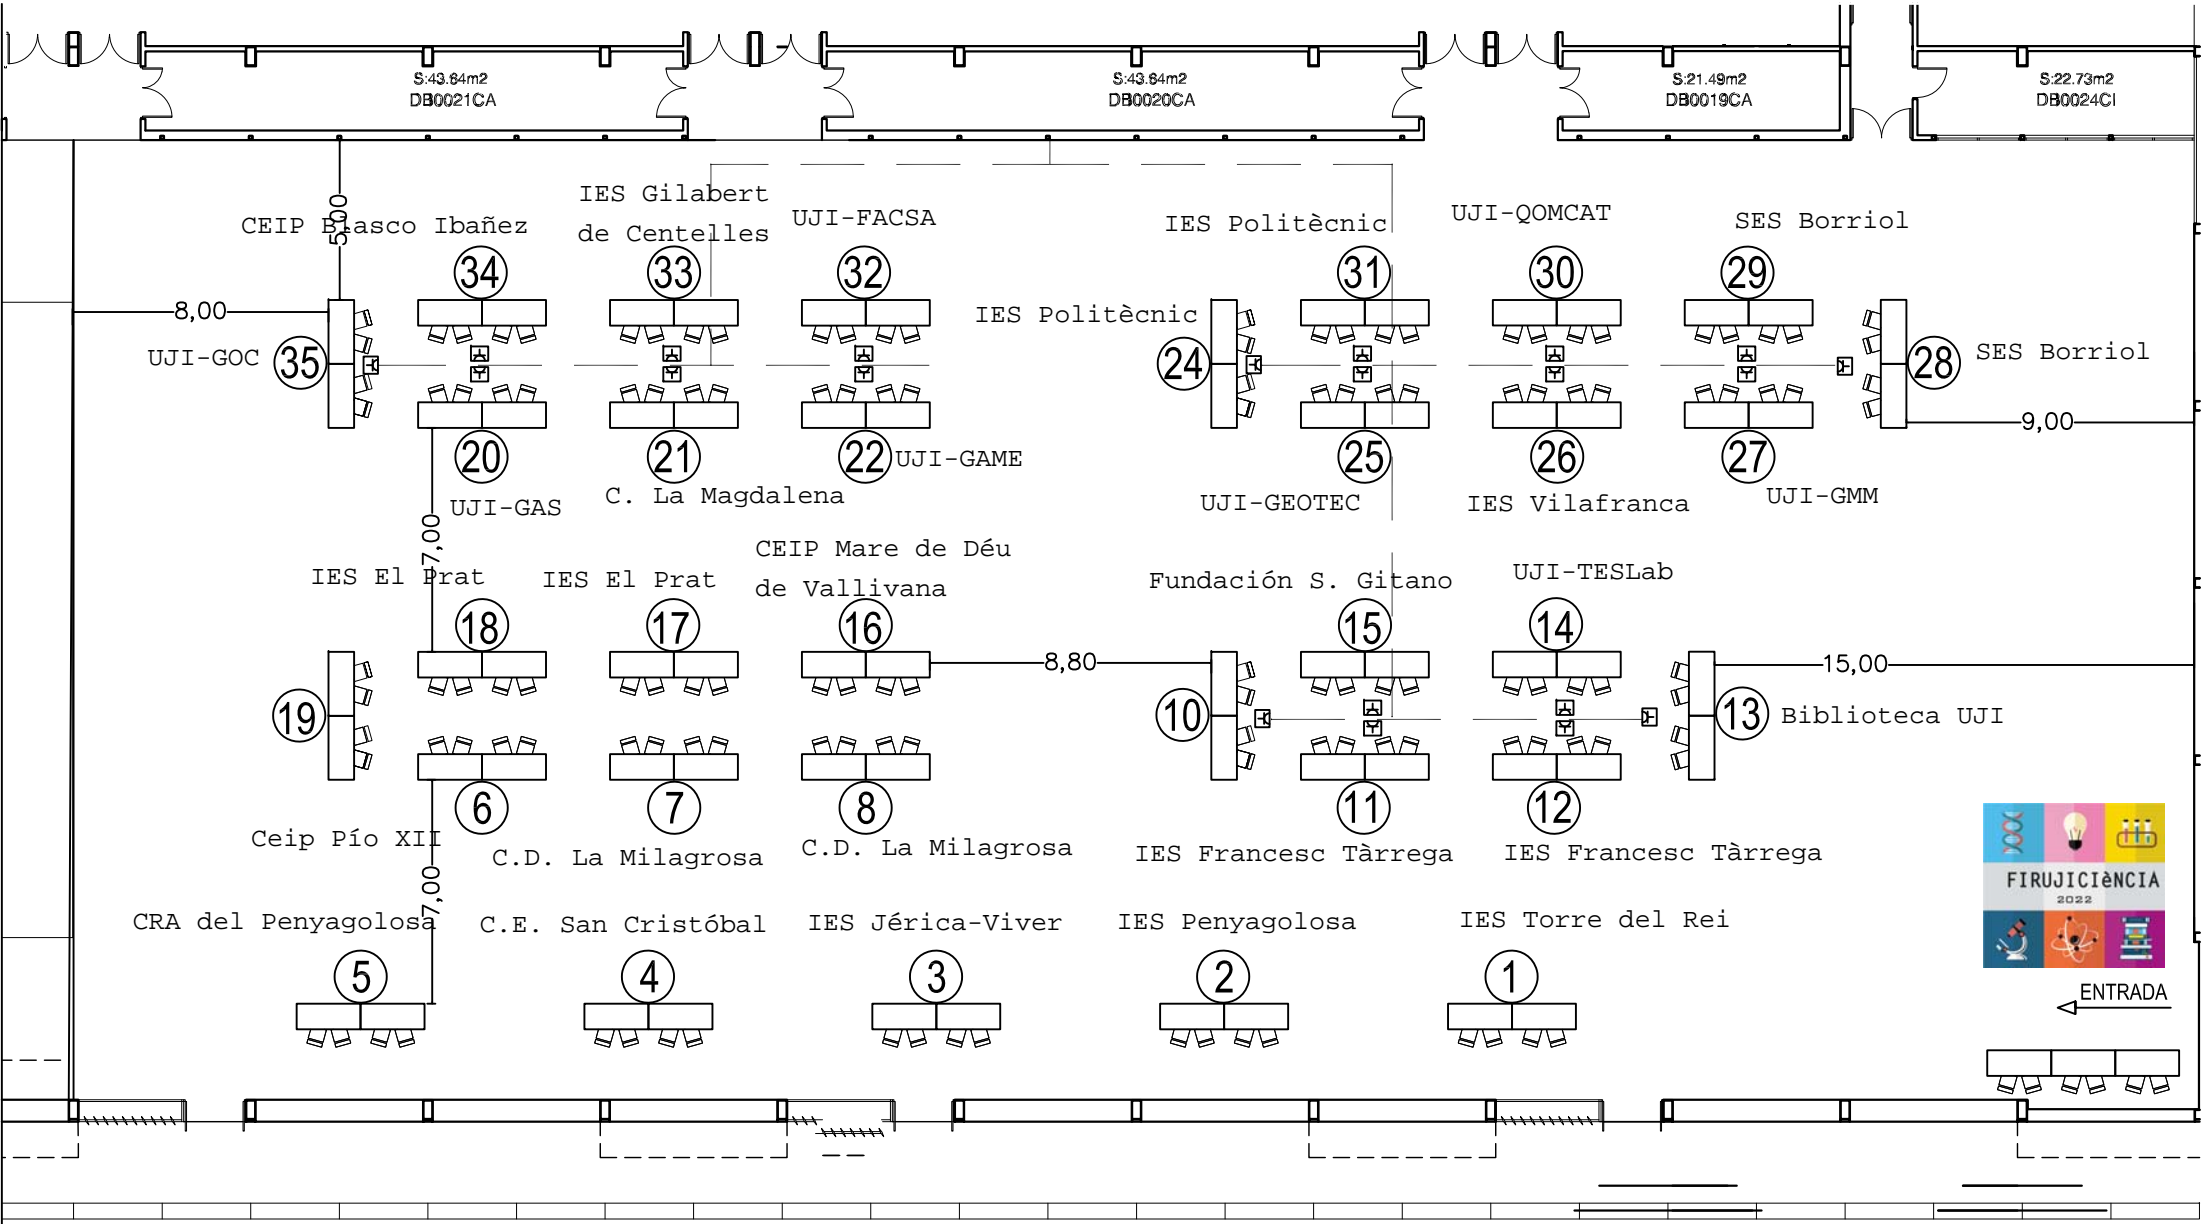 S:43.64m2
DB0021CA
S:43.64m2
DB0020CA
S:21.49m2
DB0019CA
S:22.73m2
DB0024CI
5,00
CEIP Blasco Ibañez
IES Gilabert
de Centelles
UJI-FACSA
IES Politècnic
UJI-QOMCAT
SES Borriol
34
33
32
31
30
29
8,00
UJI-GOC
35
IES Politècnic
24
28
SES Borriol
9,00
20
21
22
UJI-GAME
25
26
27
UJI-GAS
C. La Magdalena
UJI-GEOTEC
IES Vilafranca
UJI-GMM
7,00
IES El Prat
IES El Prat
CEIP Mare de Déu
de Vallivana
Fundación S. Gitano
UJI-TESLab
18
17
16
15
14
8,80
15,00
19
10
13
Biblioteca UJI
6
7
8
11
12
Ceip Pío XII
C.D. La Milagrosa
C.D. La Milagrosa
IES Francesc Tàrrega
IES Francesc Tàrrega
7,00
FIRUJICIèNCIA
2022
CRA del Penyagolosa
C.E. San Cristóbal
IES Jérica-Viver
IES Penyagolosa
IES Torre del Rei
5
4
3
2
1
ENTRADA